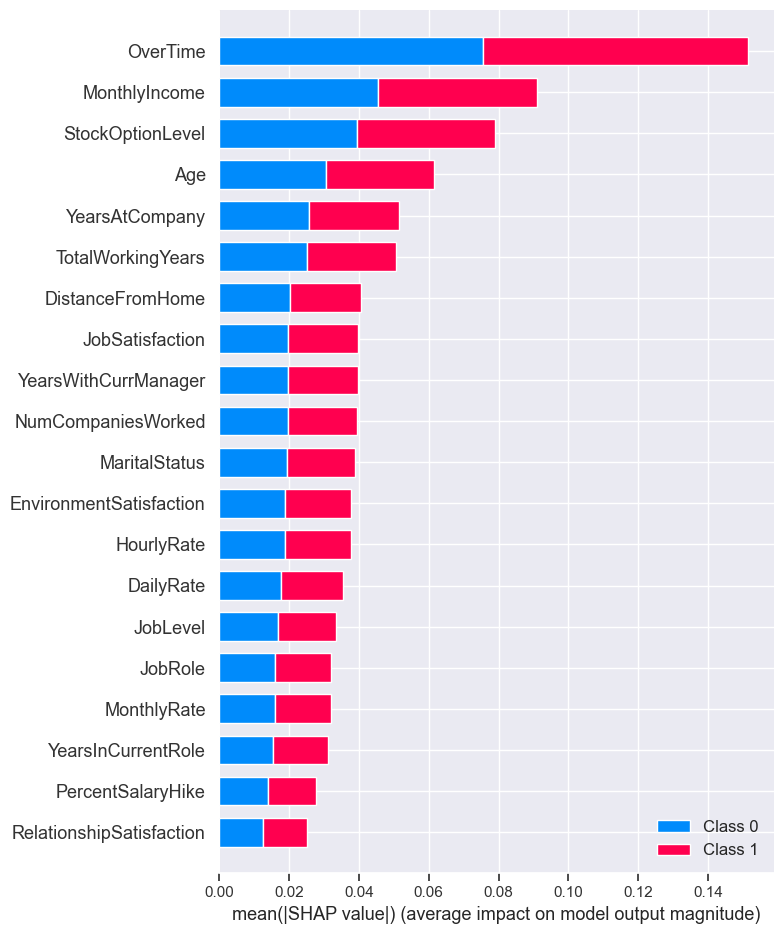 OverTime
MonthlyIncome
StockOptionLevel
Age
YearsAtCompany
TotalWorkingYears
DistanceFromHome
JobSatisfaction
YearsWithCurrManager
NumCompaniesWorked
MaritalStatus
EnvironmentSatisfaction
HourlyRate
DailyRate
JobLevel
JobRole
MonthlyRate
YearsInCurrentRole
PercentSalaryHike
RelationshipSatisfaction
Class 0
Class 1
0.00 0.02 0.04 0.06 0.08 0.10 0.12 0.14
mean(|SHAP value|) (average impact on model output magnitude)